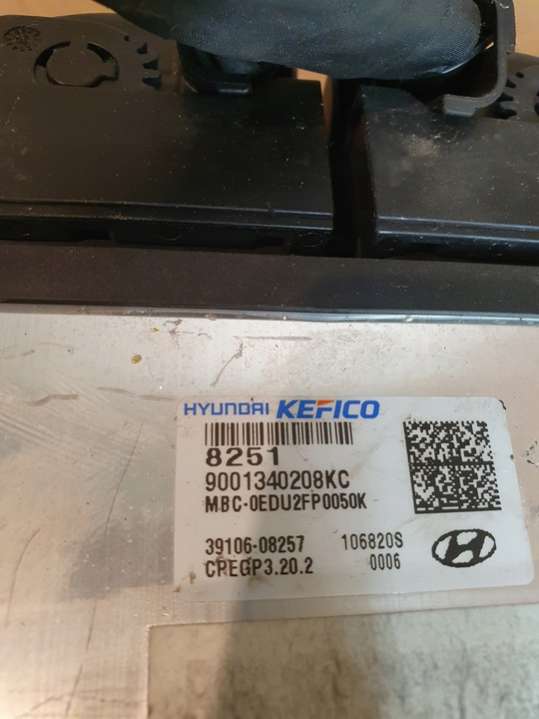 HYUNDAI KEFICO
8251
9001340208KC
MBC-0EDU2FP0050K
39106-08257 106820S
CPEGP3.20.2 0006